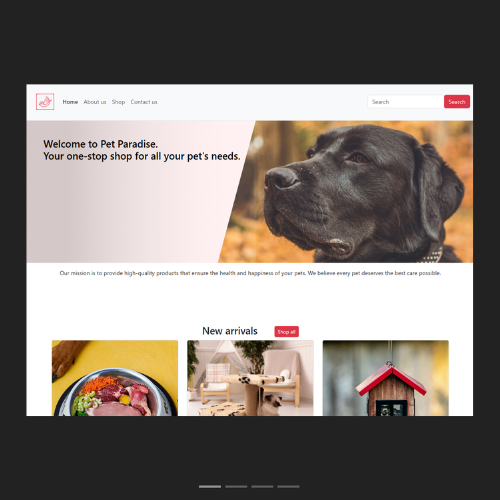 Home About us Shop Contact us Search Search
Welcome to Pet Paradise.
Your one-stop shop for all your pet's needs.
Our mission is to provide high-quality products that ensure the health and happiness of your pets. We believe every pet deserves the best care possible.
New arrivals Shop all